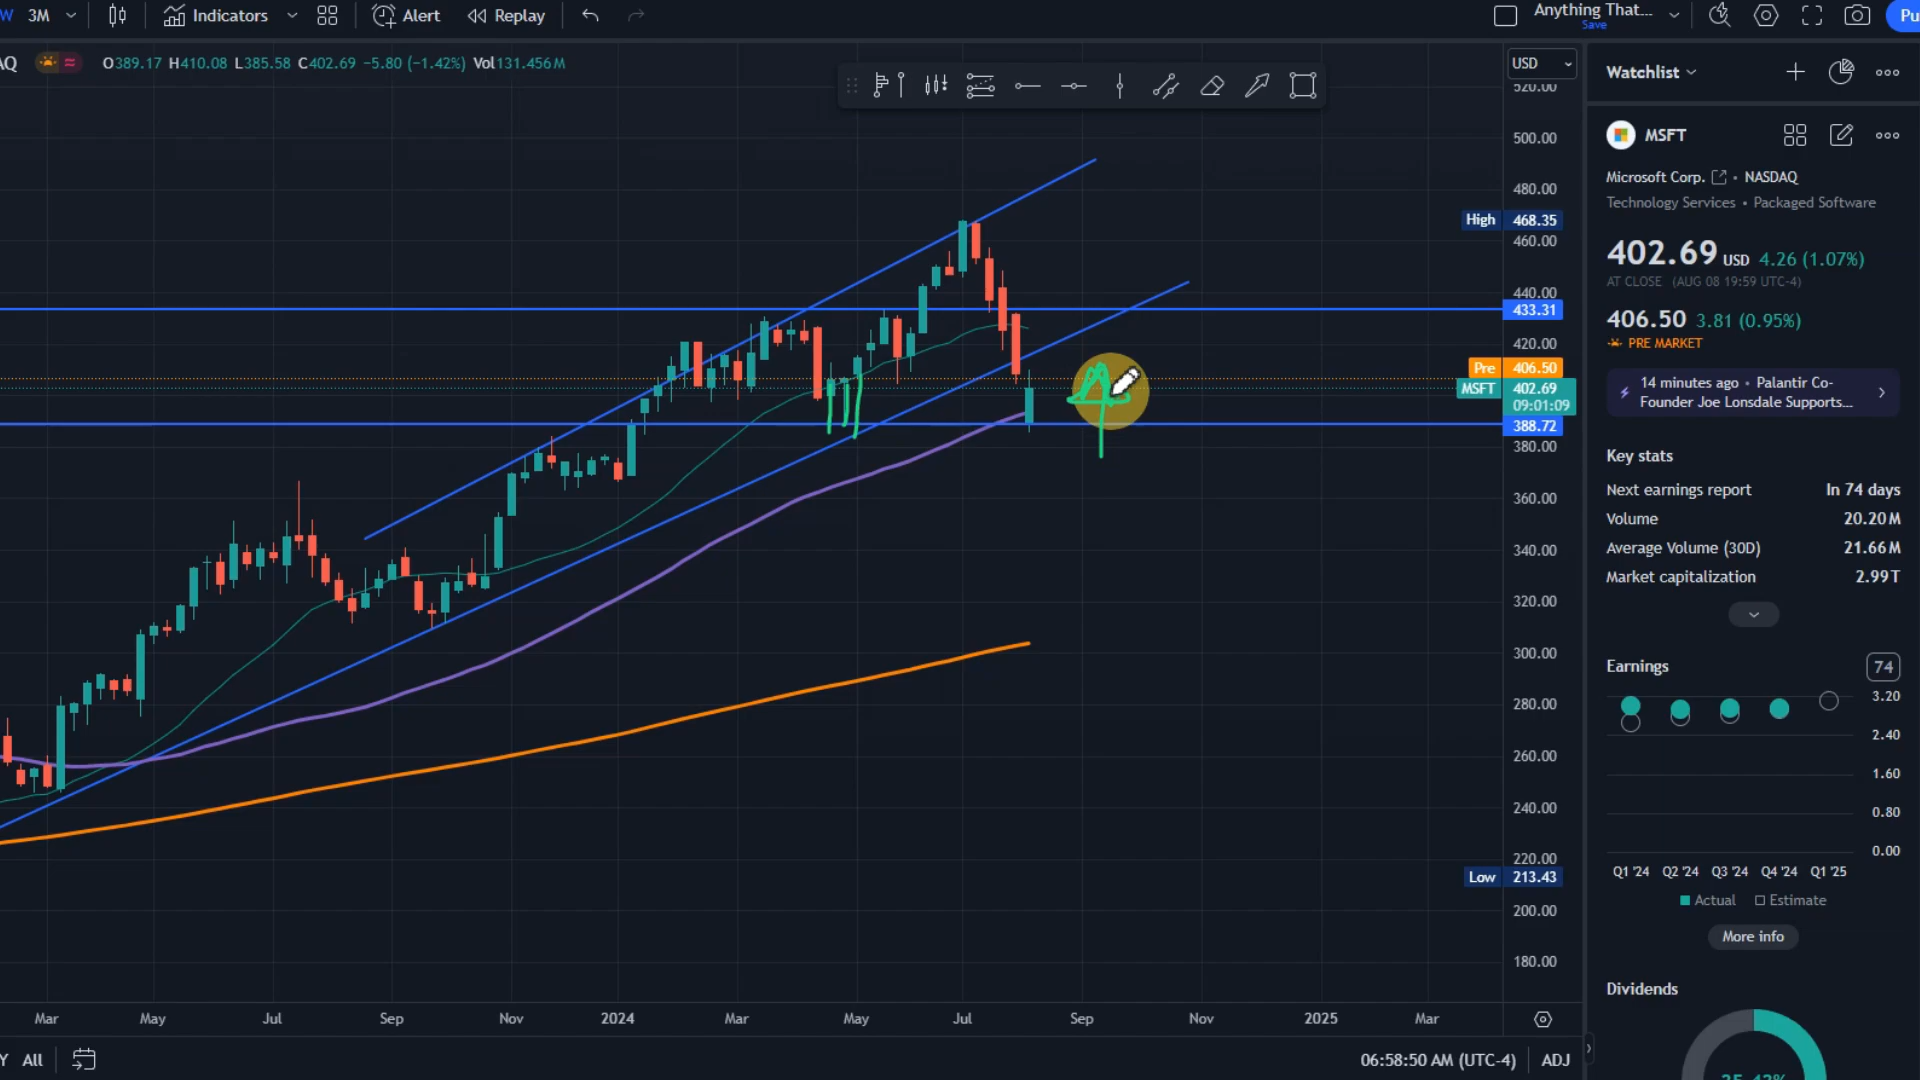 W 3M Indicators Alert Replay Anything That... Save Pu
AQ O389.17 H410.08 L385.58 C402.69 −5.80 (−1.42%) Vol131.456M
USD
520.00
500.00
480.00
High 468.35
460.00
440.00
433.31
420.00
Pre 406.50
MSFT 402.69
09:01:09
388.72
380.00
360.00
340.00
320.00
300.00
280.00
260.00
240.00
220.00
Low 213.43
200.00
180.00
Mar May Jul Sep Nov 2024 Mar May Jul Sep Nov 2025 Mar
Y All 06:58:50 AM (UTC-4) ADJ
Watchlist
MSFT
Microsoft Corp. • NASDAQ
Technology Services • Packaged Software
402.69 USD 4.26 (1.07%)
AT CLOSE (AUG 08 19:59 UTC-4)
406.50 3.81 (0.95%)
PRE MARKET
14 minutes ago • Palantir Co-
Founder Joe Lonsdale Supports...
Key stats
Next earnings report In 74 days
Volume 20.20M
Average Volume (30D) 21.66M
Market capitalization 2.99T
Earnings 74
3.20
2.40
1.60
0.80
0.00
Q1 '24 Q2 '24 Q3 '24 Q4 '24 Q1 '25
Actual Estimate
More info
Dividends